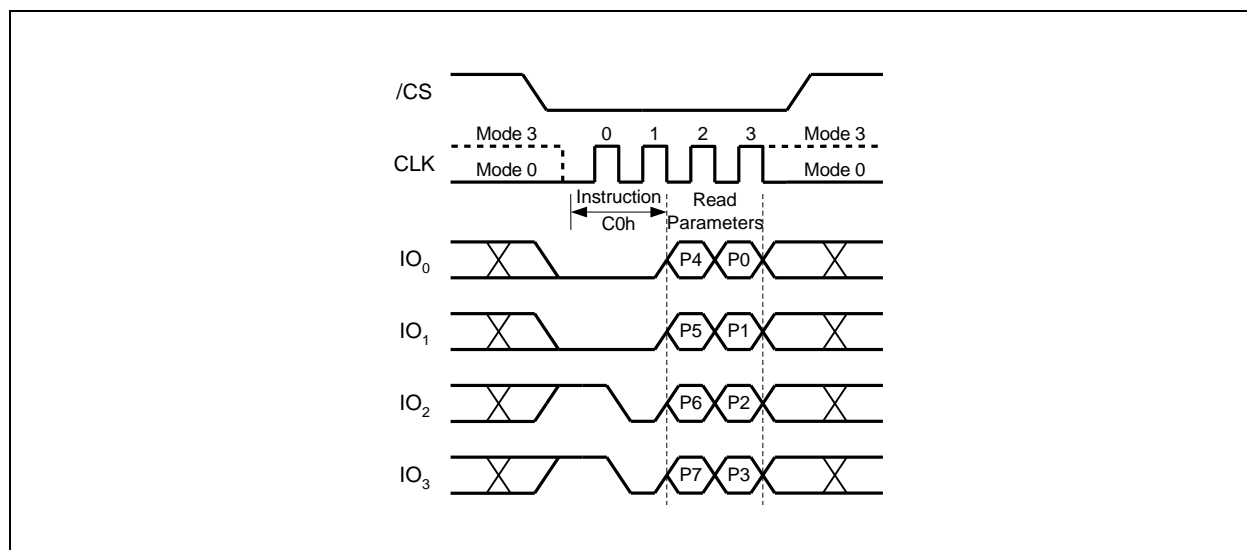 /CS
Mode 3 0 1 2 3 Mode 3
CLK Mode 0 Mode 0
Instruction Read
C0h Parameters
IO0 P4 P0
IO1 P5 P1
IO2 P6 P2
IO3 P7 P3